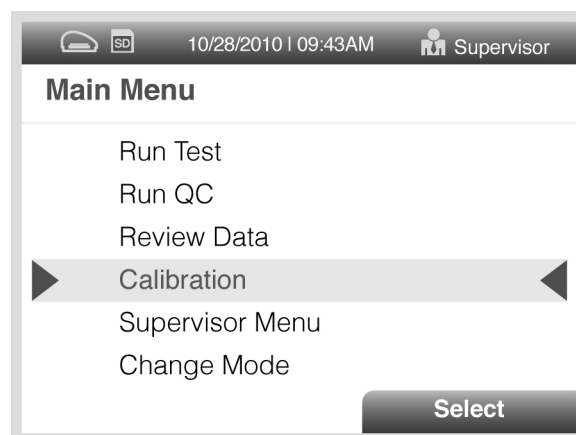 SD 10/28/2010 | 09:43AM Supervisor
Main Menu
Run Test
Run QC
Review Data
Calibration
Supervisor Menu
Change Mode
Select